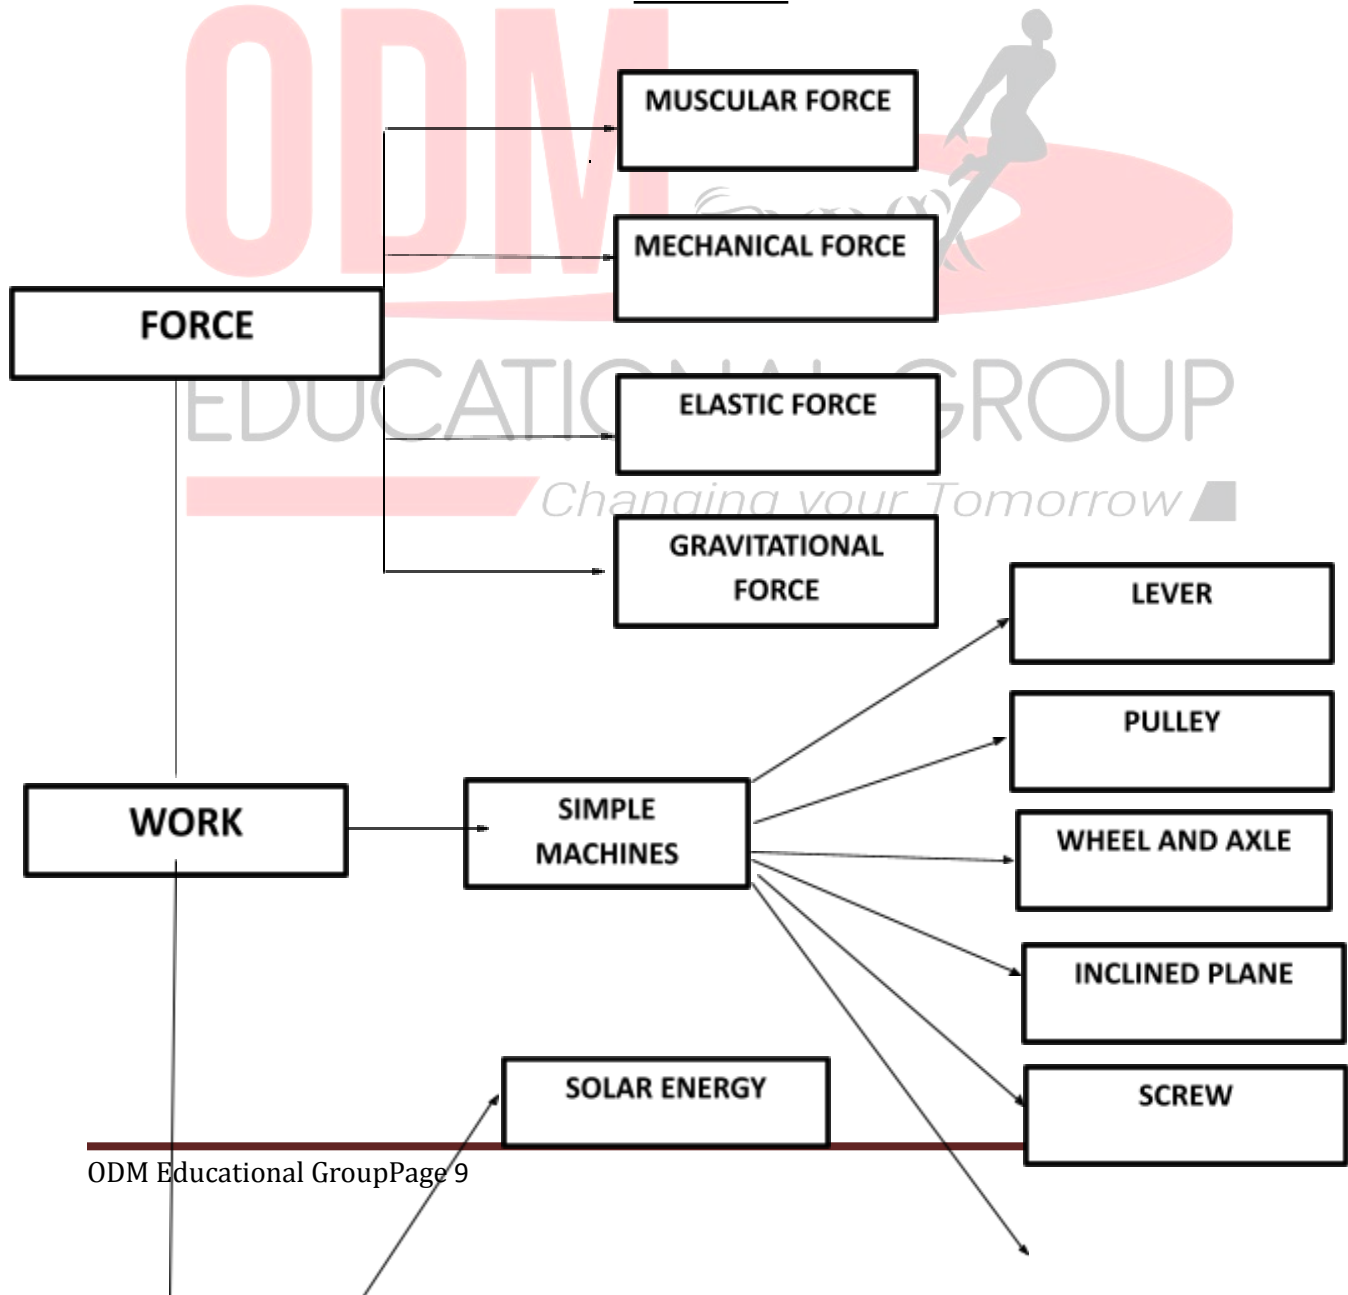 ODM
MUSCULAR FORCE
MECHANICAL FORCE
FORCE
EDUCATIONAL GROUP
ELASTIC FORCE
Changing your Tomorrow
GRAVITATIONAL
FORCE
LEVER
PULLEY
WORK
SIMPLE
MACHINES
WHEEL AND AXLE
INCLINED PLANE
SOLAR ENERGY
SCREW
ODM Educational GroupPage 9